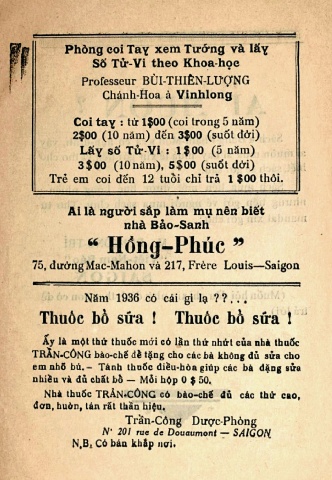 Phòng coi Tay xem Tướng và lấy
Số Tử-Vi theo Khoa-học
Professeur BÙI-THIÊN-LƯỢNG
Chánh-Hoa à Vinhlong
Coi tay : từ 1$00 (coi trong 5 năm)
2$00 (10 năm) đến 3$00 (suốt đời)
Lấy số Tử-Vi : 1$00 (5 năm)
3$00 (10 năm), 5$00 (suốt đời)
Trẻ em coi đến 12 tuổi chỉ trả 1$00 thôi.
Ai là người sắp làm mụ nên biết
nhà Bảo-Sanh
“ Hồng-Phúc ”
75, đường Mac-Mahon và 217, Frère Louis—Saigon
Năm 1936 có cái gì lạ ??...
Thuốc bồ sữa ! Thuốc bồ sữa !
Ấy là một thứ thuốc mới có lần thứ nhứt của nhà thuốc
TRẦN-CÔNG bào-chế để tặng cho các bà không đủ sữa cho
em nhỏ bú. – Tánh thuốc điều-hòa giúp các bà đặng sữa
nhiều và đủ chất bổ — Mỗi hộp 0 $ 50.
Nhà thuốc TRẦN-CÔNG có bào-chế đủ các thứ cao,
đơn, huờn, tán rất thần hiệu.
Trần-Công Dược-Phòng
N° 201 rue de Douaumont — SAIGON
N,B, Có bán khắp nơi.